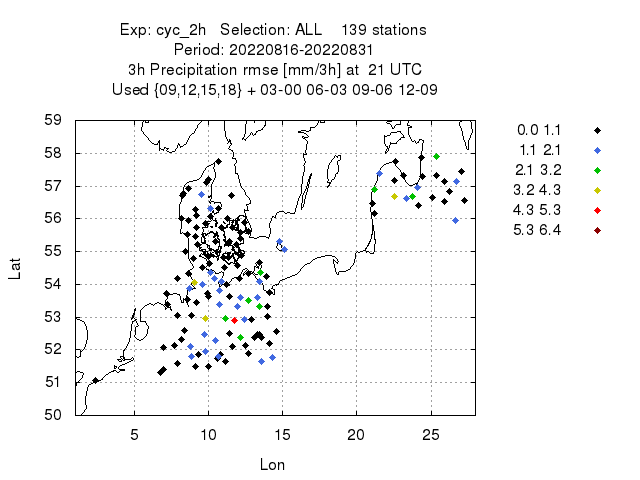 Exp: cyc_2h Selection: ALL 139 stations
Period: 20220816-20220831
3h Precipitation rmse [mm/3h] at 21 UTC
Used {09,12,15,18} + 03-00 06-03 09-06 12-09
59
58
57
56
55
54
53
52
51
50
Lat
5 10 15 20 25
Lon
0.0 1.1
1.1 2.1
2.1 3.2
3.2 4.3
4.3 5.3
5.3 6.4